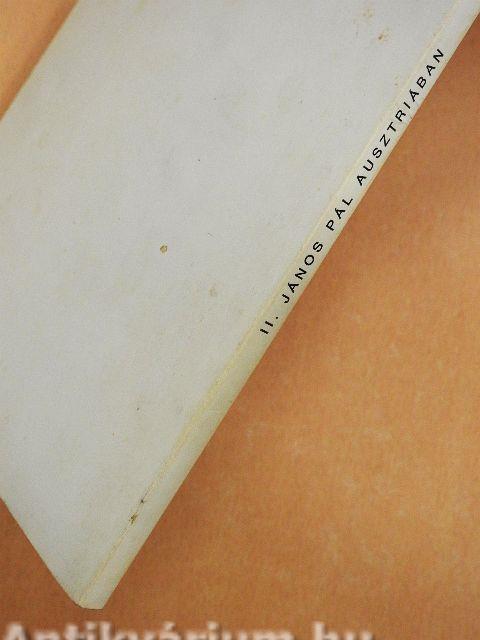 II. JÁNOS PÁL AUSZTRIÁBAN
Antikvárium.hu